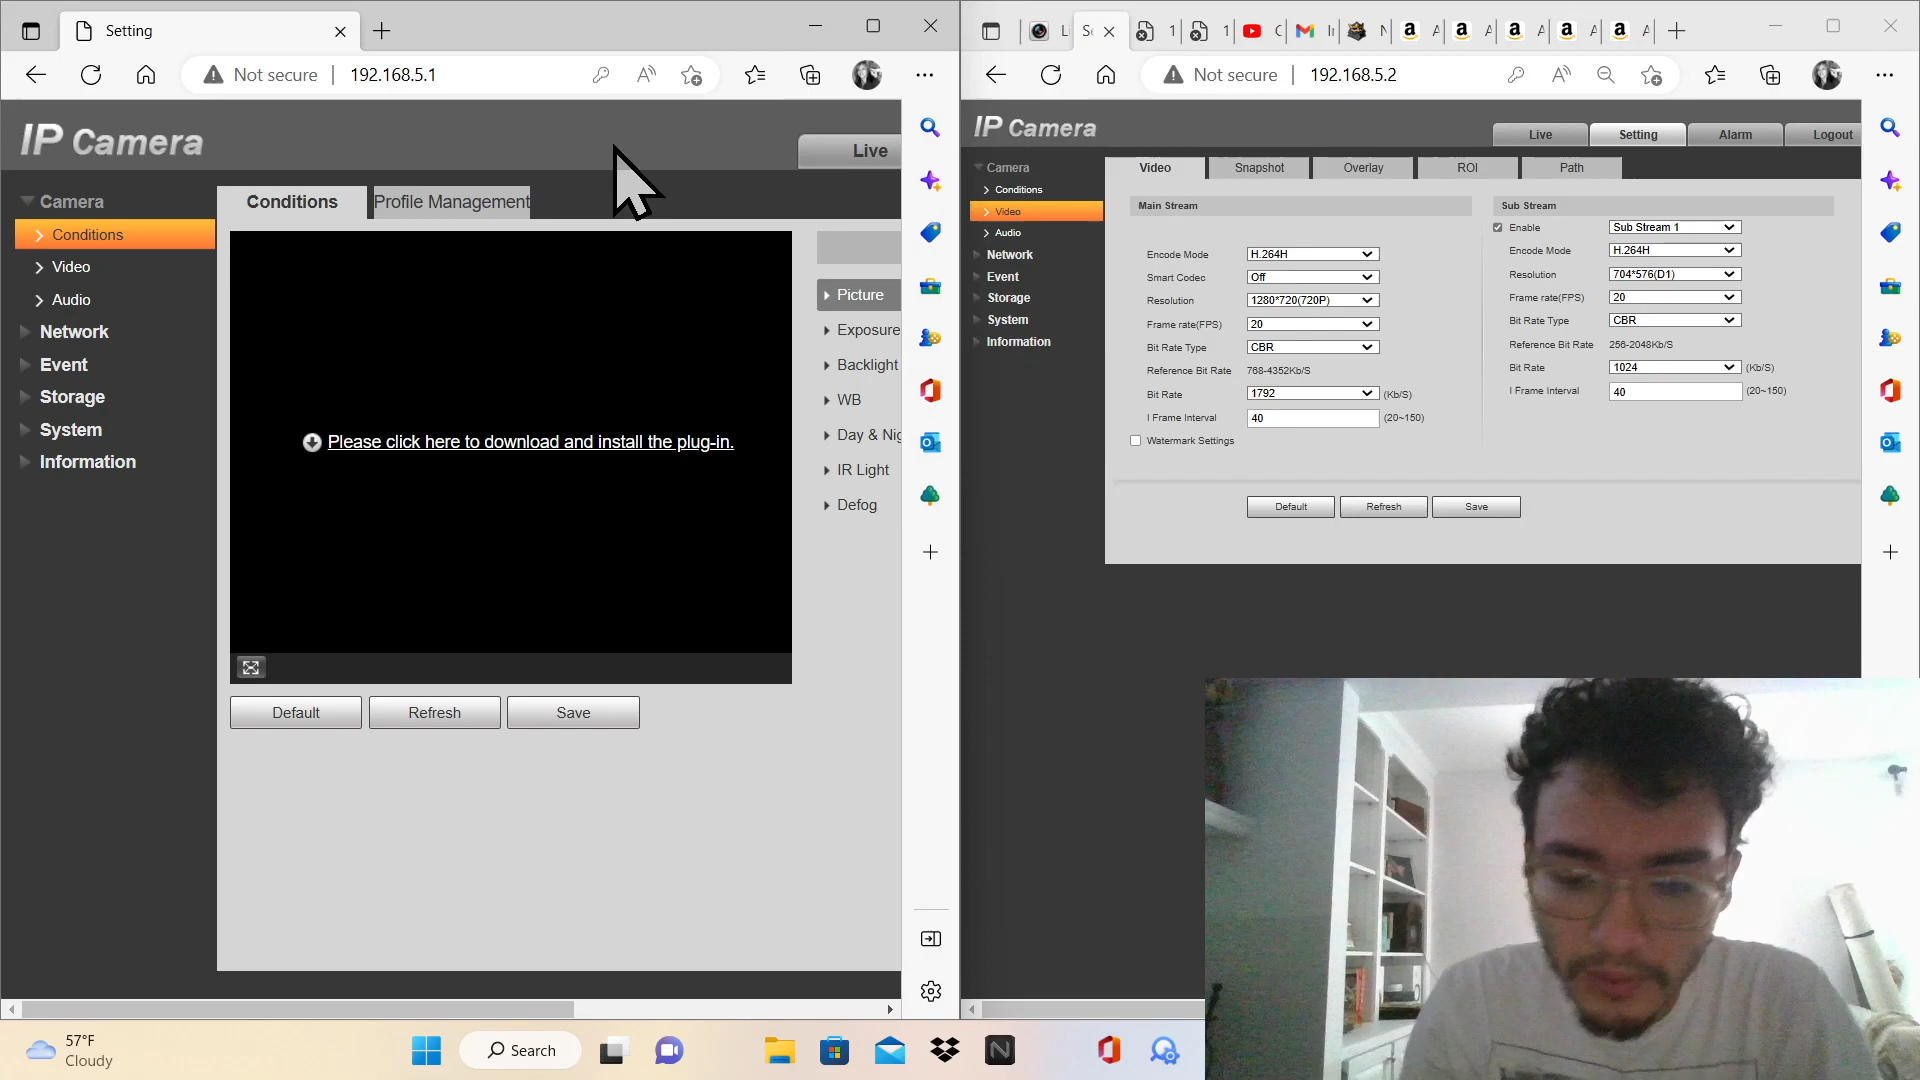 Setting
Not secure
192.168.5.1
IP Camera
Live
Camera
Conditions
Video
Audio
Network
Event
Storage
System
Information
Conditions
Profile Management
Please click here to download and install the plug-in.
Picture
Exposure
Backlight
WB
Day & Nig
IR Light
Defog
Default
Refresh
Save
Not secure
192.168.5.2
IP Camera
Live
Setting
Alarm
Logout
Camera
Conditions
Video
Audio
Network
Event
Storage
System
Information
Video
Snapshot
Overlay
ROI
Path
Main Stream
Encode Mode
H.264H
Smart Codec
Off
Resolution
1280*720(720P)
Frame rate(FPS)
20
Bit Rate Type
CBR
Reference Bit Rate
768-4352Kb/S
Bit Rate
1792
(Kb/S)
I Frame Interval
40
(20~150)
Watermark Settings
Sub Stream
Enable
Sub Stream 1
Encode Mode
H.264H
Resolution
704*576(D1)
Frame rate(FPS)
20
Bit Rate Type
CBR
Reference Bit Rate
256-2048Kb/S
Bit Rate
1024
(Kb/S)
I Frame Interval
40
(20~150)
Default
Refresh
Save
57°F
Cloudy
Search